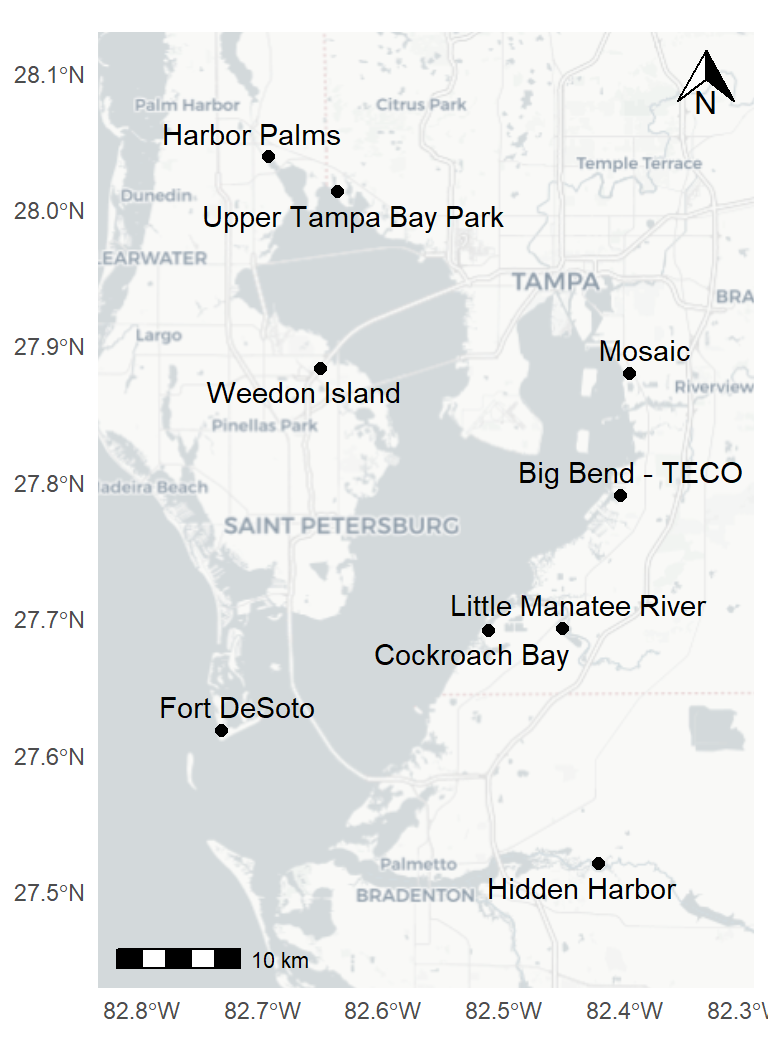 28.1°N
N
Palm Harbor
Citrus Park
Harbor Palms
Temple Terrace
Dunedin
28.0°N
Upper Tampa Bay Park
LEARWATER
TAMPA
BRA
Largo
27.9°N
Mosaic
Riverview
Weedon Island
Pinellas Park
Big Bend - TECO
27.8°N
adeira Beach
SAINT PETERSBURG
Little Manatee River
27.7°N
Cockroach Bay
Fort DeSoto
27.6°N
Palmetto
27.5°N
Hidden Harbor
BRADENTON
10 km
82.8°W 82.7°W 82.6°W 82.5°W 82.4°W 82.3°W